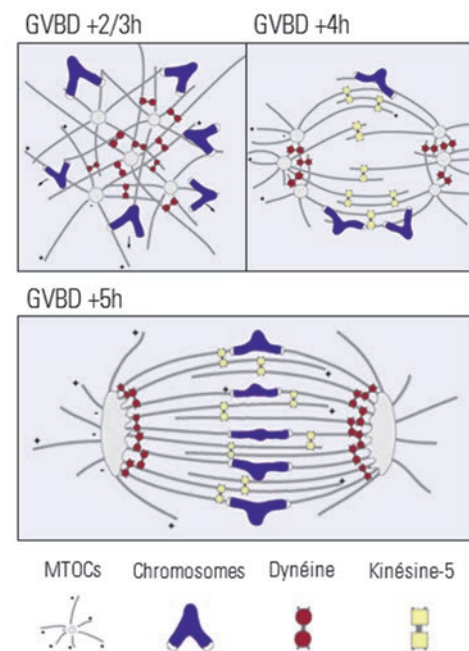 GVBD +2/3h
GVBD +4h
GVBD +5h
MTOCs
Chromosomes
Dynéine
Kinésine-5